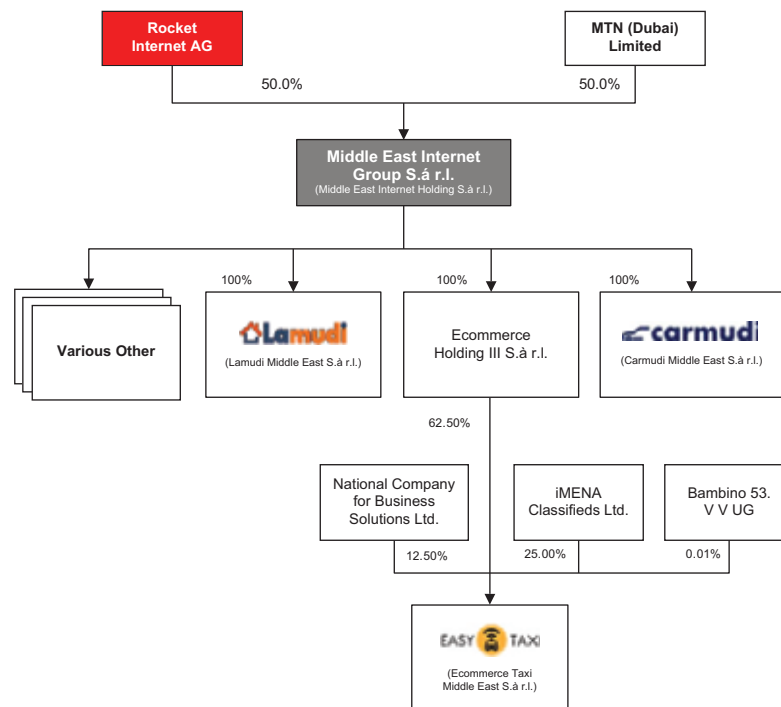 Rocket
Internet AG
MTN (Dubai)
Limited
50.0%
50.0%
Middle East Internet
Group S.á r.l.
(Middle East Internet Holding S.à r.l.)
100%
100%
100%
Various Other
Lamudi
(Lamudi Middle East S.à r.l.)
Ecommerce
Holding III S.à r.l.
carmudi
(Carmudi Middle East S.à r.l.)
62.50%
National Company
for Business
Solutions Ltd.
iMENA
Classifieds Ltd.
Bambino 53.
V V UG
12.50%
25.00%
0.01%
EASY TAXI
(Ecommerce Taxi
Middle East S.à r.l.)